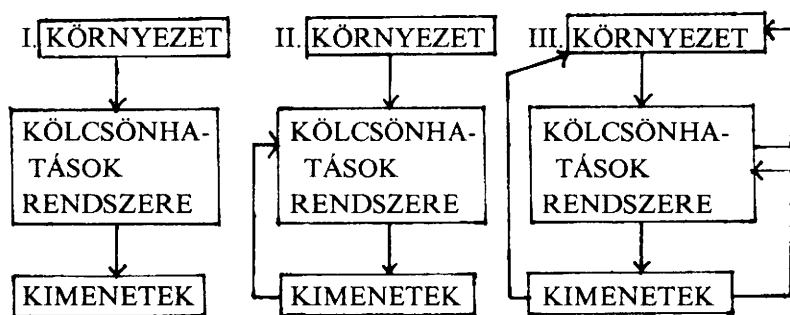 I. KÖRNYEZET
KÖLCSÖNHA-
TÁSOK
RENDSZERE
KIMENETEK
II. KÖRNYEZET
KÖLCSÖNHA-
TÁSOK
RENDSZERE
KIMENETEK
III. KÖRNYEZET
KÖLCSÖNHA-
TÁSOK
RENDSZERE
KIMENETEK